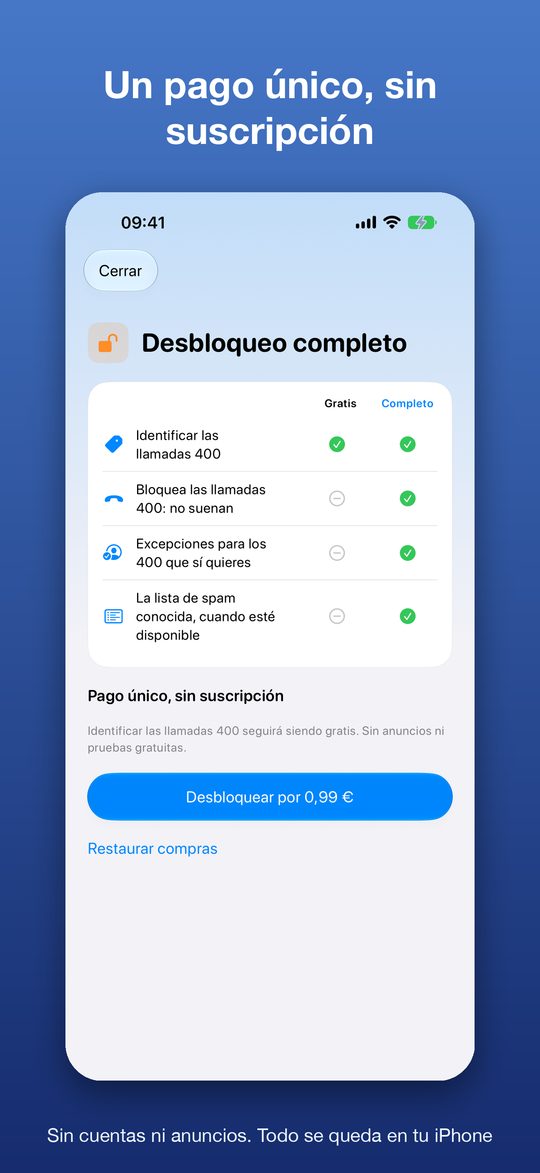 Un pago único, sin
suscripción
09:41
Cerrar
Desbloqueo completo
Gratis Completo
Identificar las
llamadas 400
Bloquea las llamadas
400: no suenan
Excepciones para los
400 que sí quieres
La lista de spam
conocida, cuando esté
disponible
Pago único, sin suscripción
Identificar las llamadas 400 seguirá siendo gratis. Sin anuncios ni
pruebas gratuitas.
Desbloquear por 0,99 €
Restaurar compras
Sin cuentas ni anuncios. Todo se queda en tu iPhone